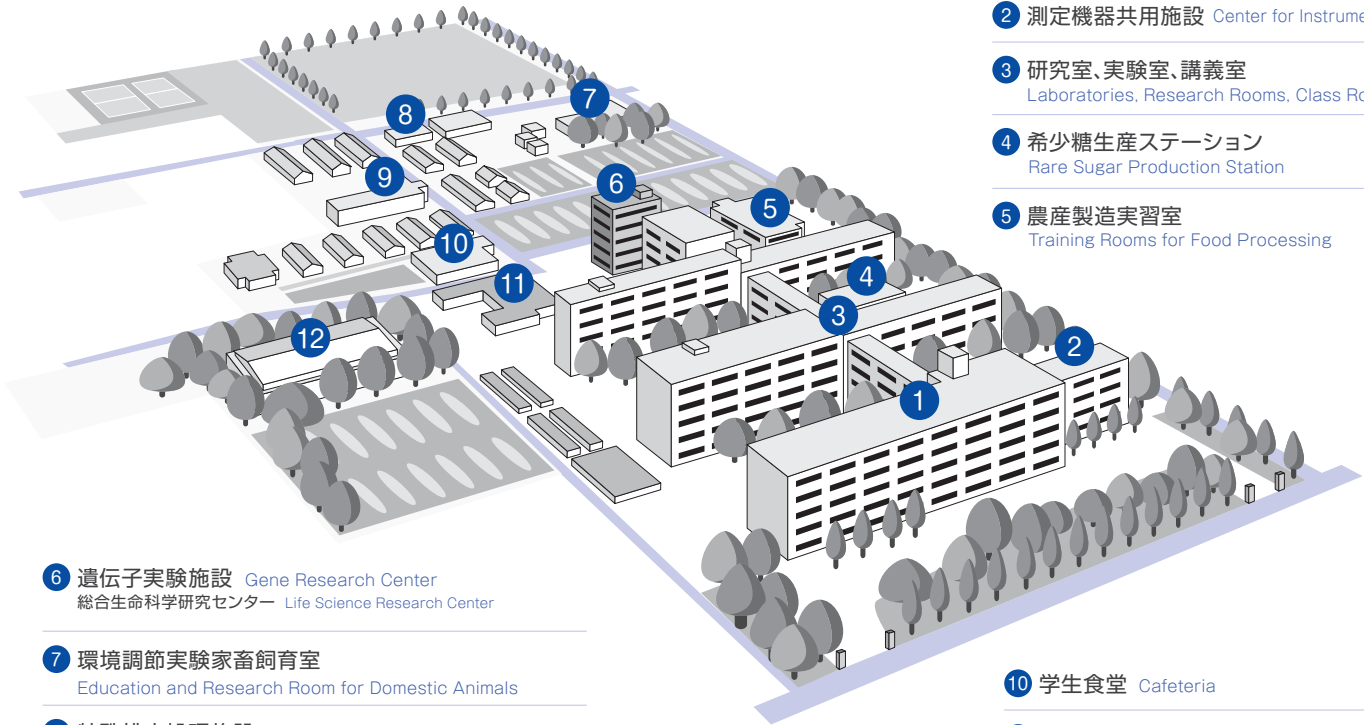 2 測定機器共用施設 Center for
3 研究室、実験室、講義室
Laboratories, Research Rooms, Class
4 希少糖生産ステーション
Rare Sugar Production Station
5 農産製造実習室
Training Rooms for Food Processing
7
8
6
9
5
10
4
11
3
12
2
1
6 遺伝子実験施設 Gene Research Center
総合生命科学研究センター Life Science Research Center
7 環境調節実験家畜飼育室
Education and Research Room for Domestic Animals
10 学生食堂 Cafeteria